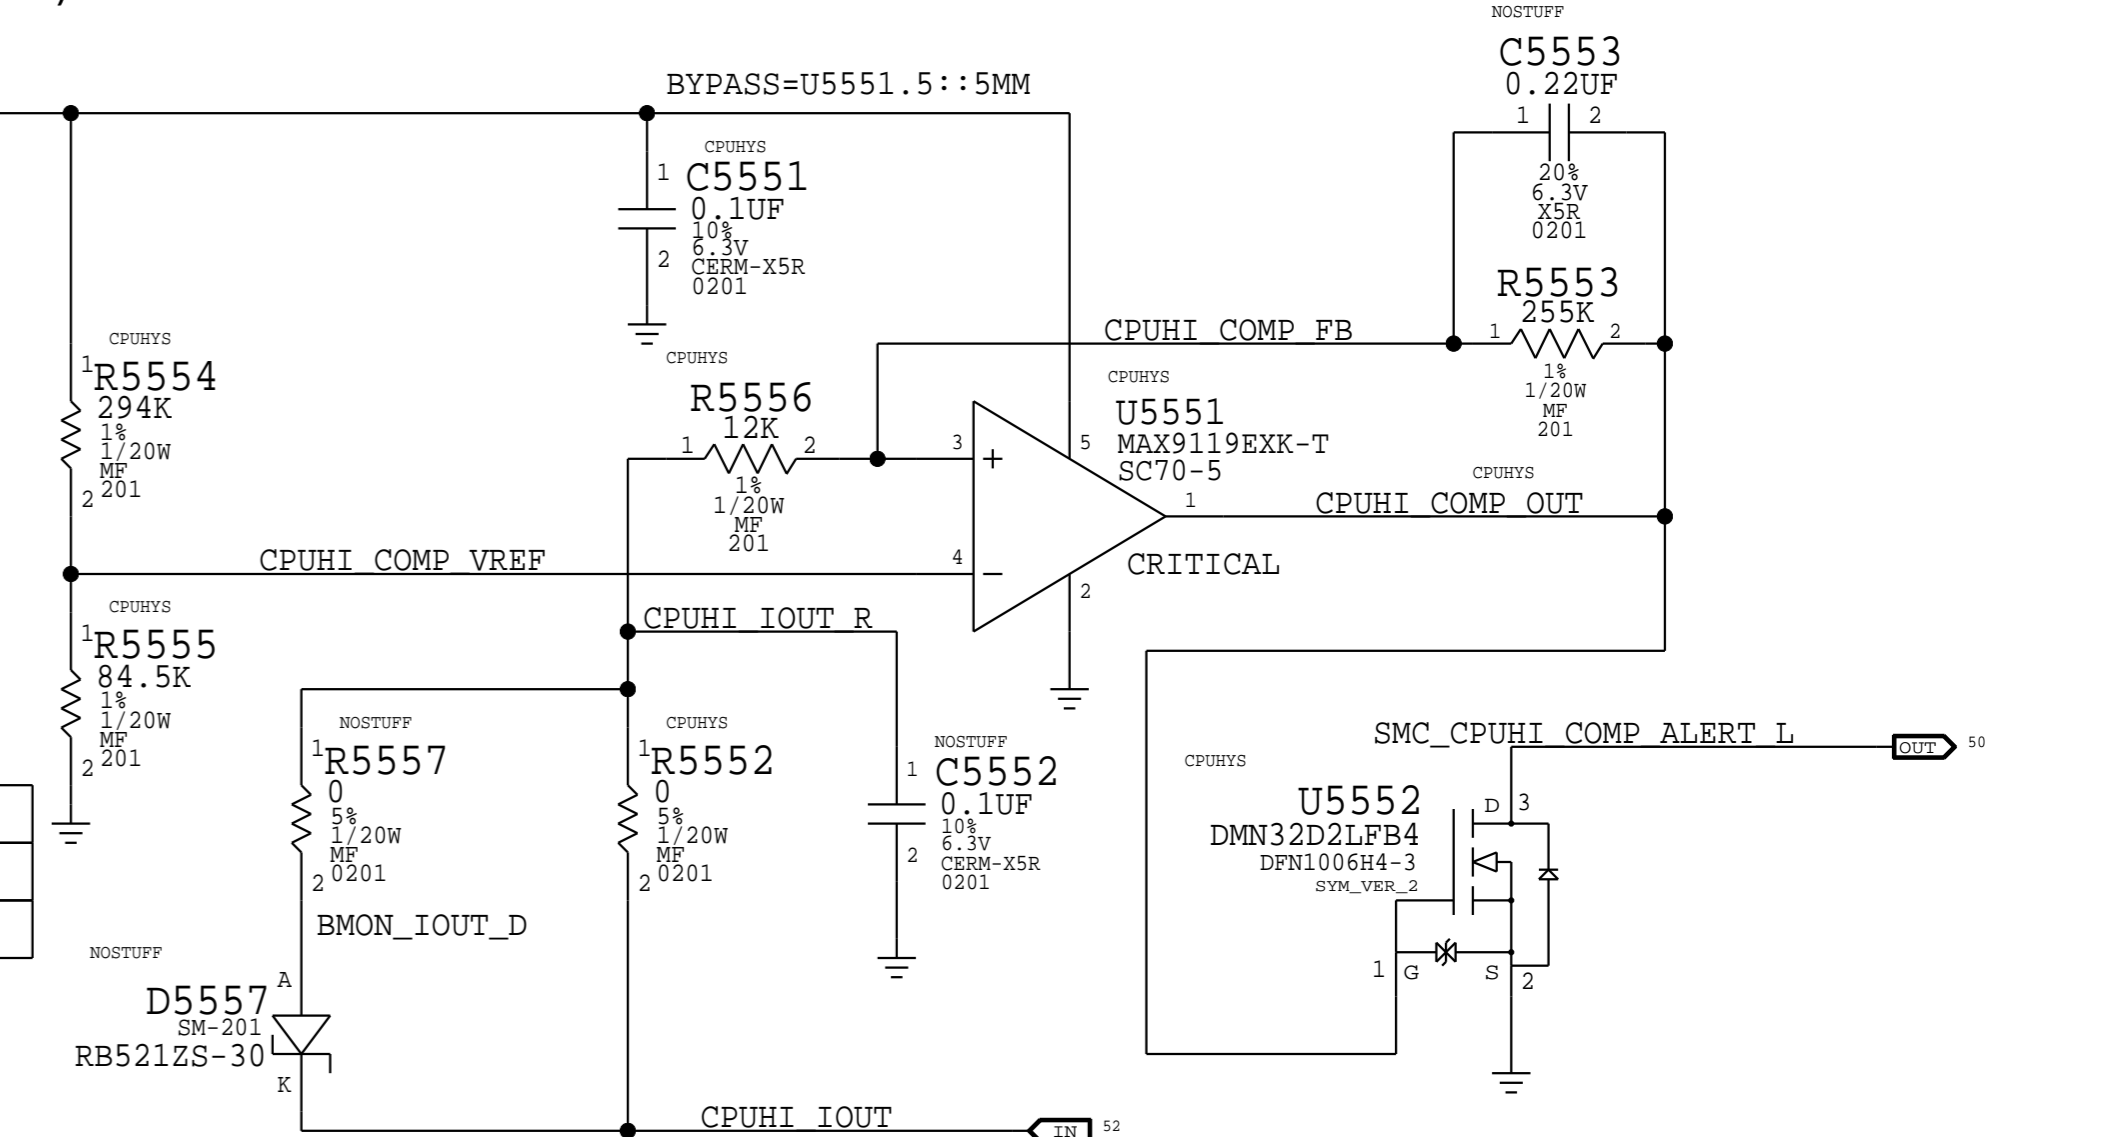 NOSTUFF
C5553
0.22UF
1 2
20%
6.3V
X5R
0201
BYPASS=U5551.5::5MM
CPUHYS
1 C5551
0.1UF
10%
6.3V
2 CERM-X5R
0201
R5553
255K
1 2
1%
1/20W
MF
201
CPUHI_COMP_FB
CPUHYS
1 R5554
294K
1%
1/20W
MF
2 201
CPUHYS
R5556
12K
1 2
1%
1/20W
MF
201
CPUHYS
U5551
MAX9119EXK-T
SC70-5
3 +
5
1
4 −
2
CRITICAL
CPUHYS
CPUHI_COMP_OUT
CPUHI_COMP_VREF
CPUHYS
1 R5555
84.5K
1%
1/20W
MF
2 201
CPUHI_IOUT_R
NOSTUFF
1 R5557
0
5%
1/20W
MF
2 0201
CPUHYS
1 R5552
0
5%
1/20W
MF
2 0201
NOSTUFF
1 C5552
0.1UF
10%
6.3V
2 CERM-X5R
0201
SMC_CPUHI_COMP_ALERT_L
OUT 50
CPUHYS
U5552
DMN32D2LFB4
DFN1006H4-3
SYM_VER_2
D 3
1 G S 2
BMON_IOUT_D
NOSTUFF
A
D5557
SM-201
RB521ZS-30
K
CPUHI_IOUT
IN 52